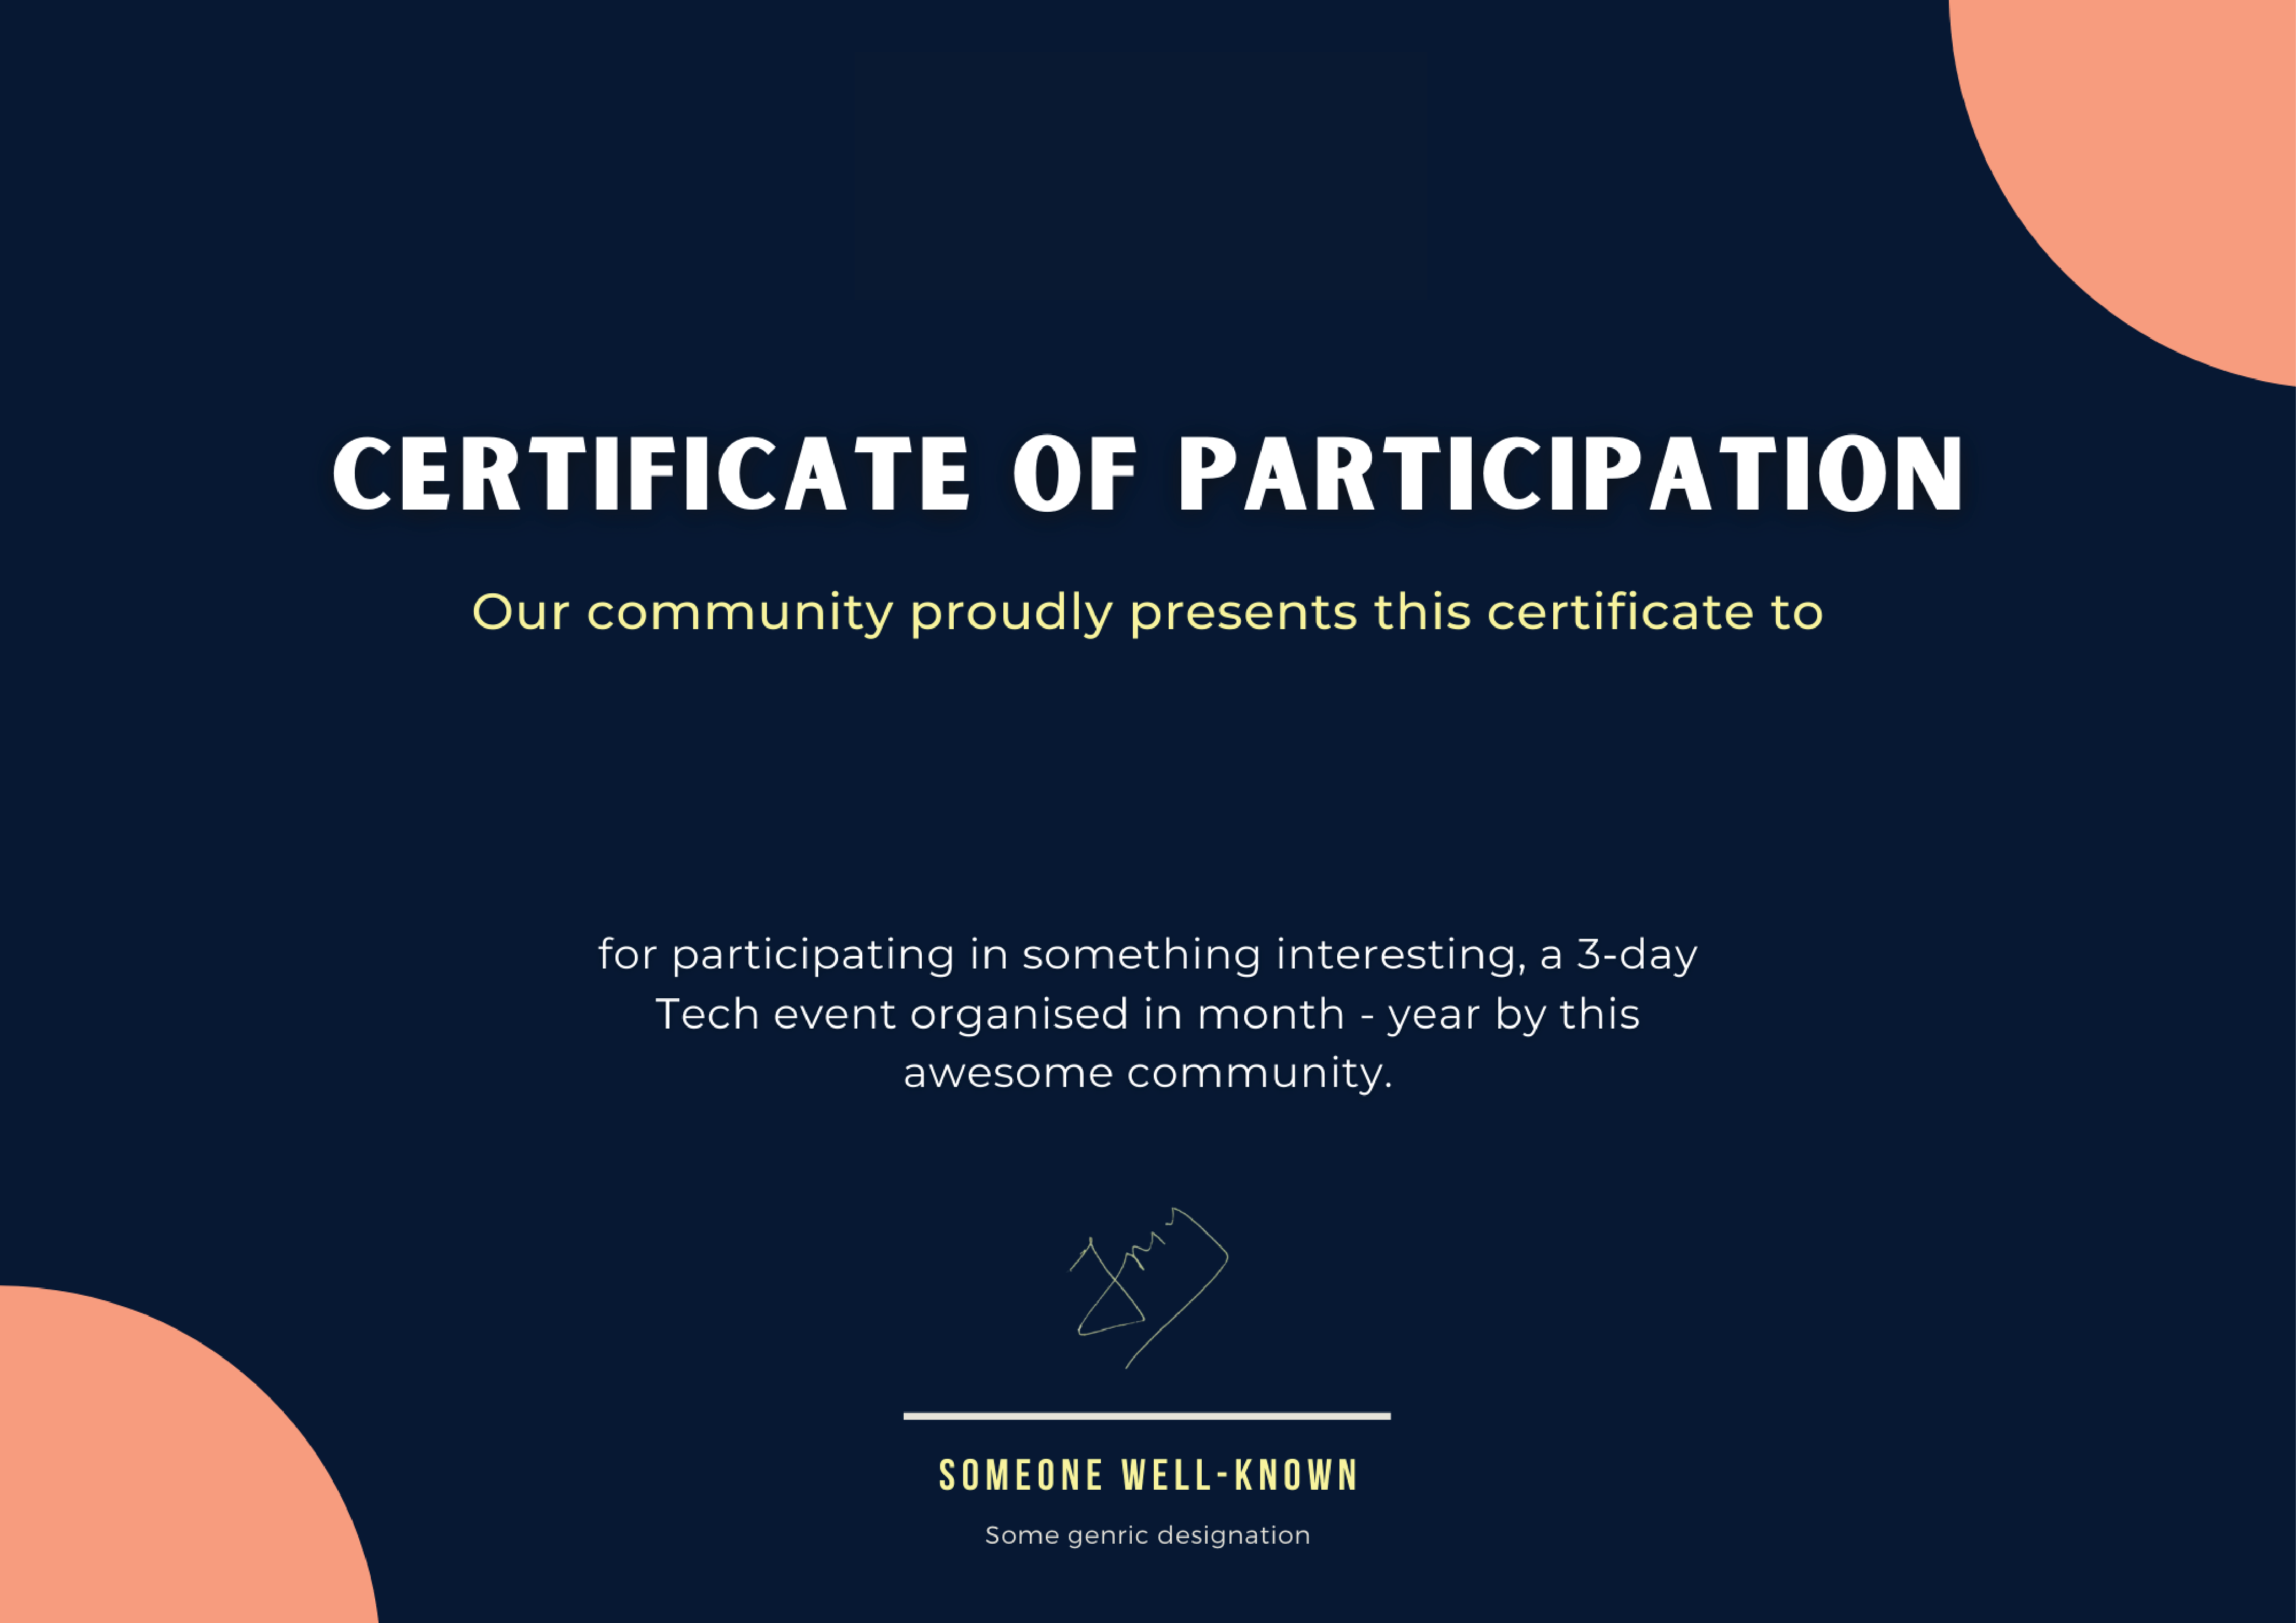 CERTIFICATE OF PARTICIPATION
Our community proudly presents this certificate to
for participating in something interesting, a 3-day
Tech event organised in month - year by this
awesome community.
SOMEONE WELL-KNOWN
Some genric designation